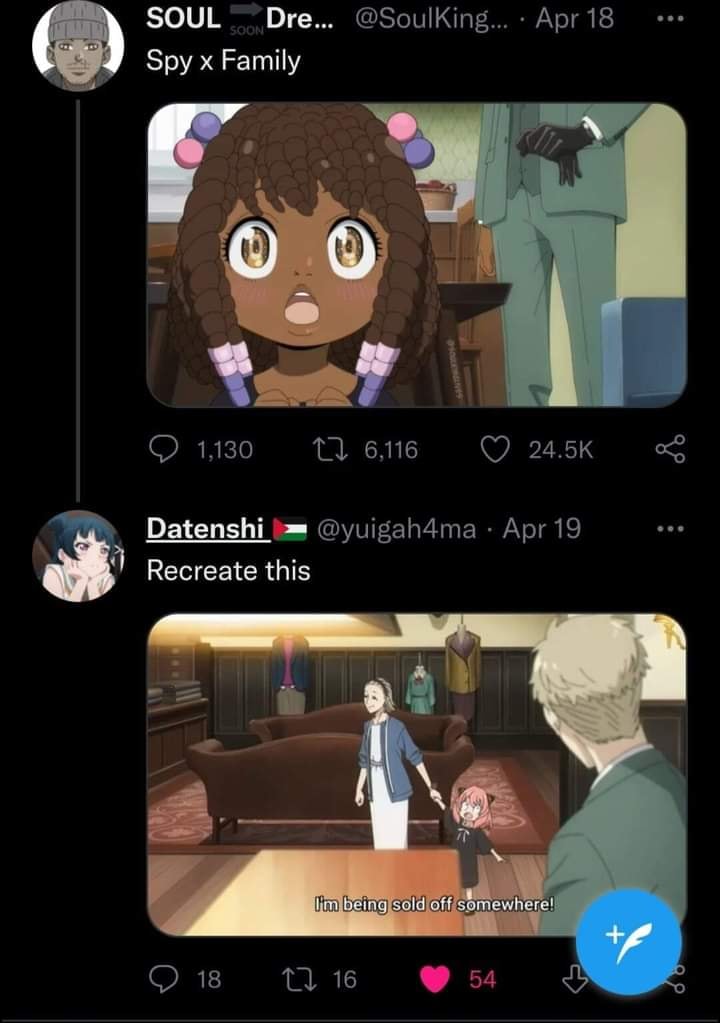 SOUL SOON Dre... @SoulKing... · Apr 18
Spy x Family
1,130 6,116 24.5K
Datenshi @yuigah4ma · Apr 19
Recreate this
I'm being sold off somewhere!
18 16 54